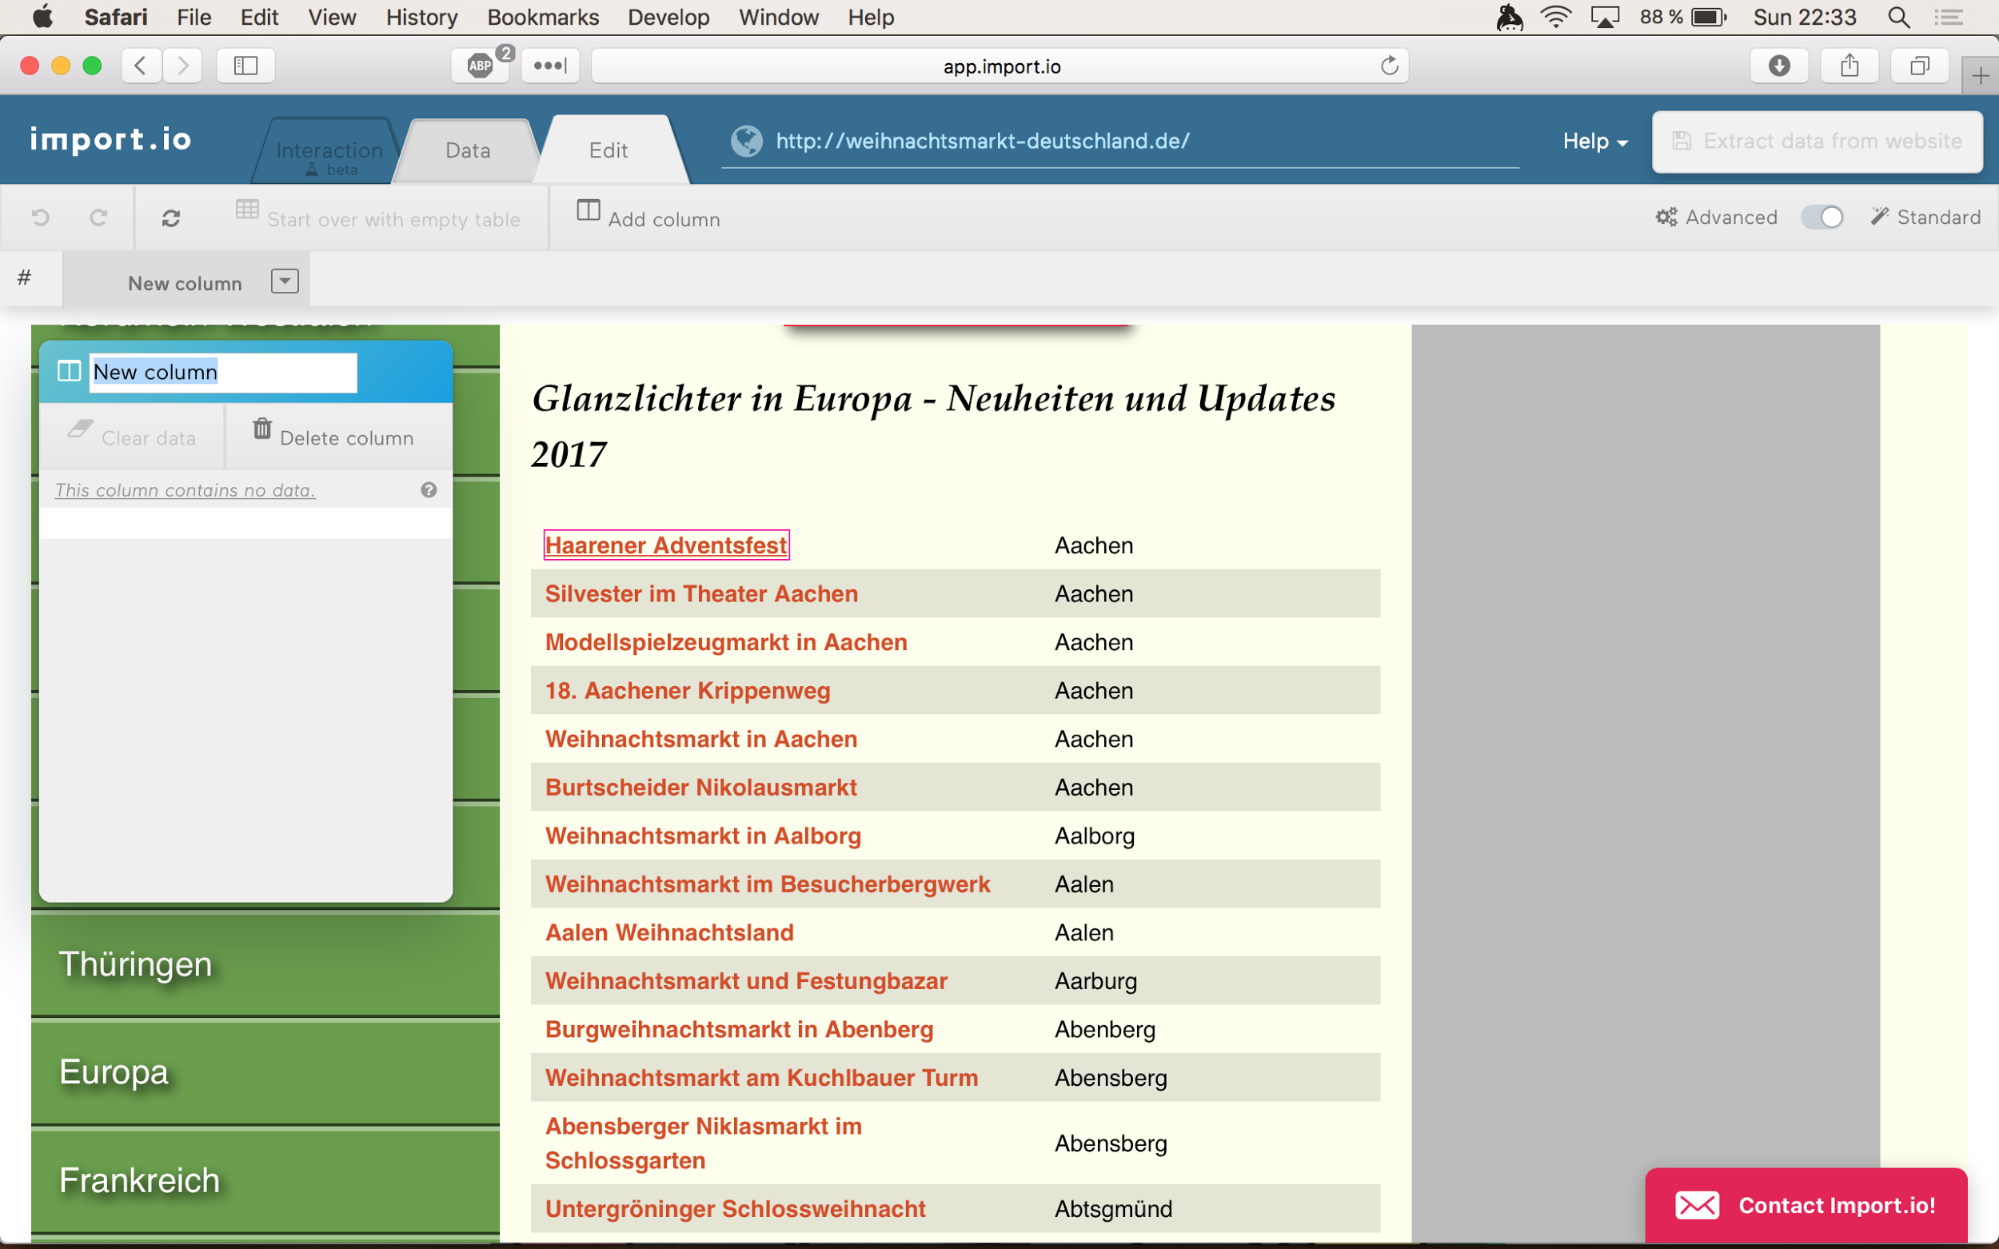 Safari File Edit View History Bookmarks Develop Window Help 88 % Sun 22:33
ABP 2 app.import.io
import.io Interaction beta Data Edit http://weihnachtsmarkt-deutschland.de/ Help Extract data from website
Start over with empty table Add column Advanced Standard
# New column
New column
Clear data Delete column
This column contains no data. ?
Thüringen
Europa
Frankreich
Glanzlichter in Europa - Neuheiten und Updates
2017
Haarener Adventsfest Aachen
Silvester im Theater Aachen Aachen
Modellspielzeugmarkt in Aachen Aachen
18. Aachener Krippenweg Aachen
Weihnachtsmarkt in Aachen Aachen
Burtscheider Nikolausmarkt Aachen
Weihnachtsmarkt in Aalborg Aalborg
Weihnachtsmarkt im Besucherbergwerk Aalen
Aalen Weihnachtsland Aalen
Weihnachtsmarkt und Festungbazar Aarburg
Burgweihnachtsmarkt in Abenberg Abenberg
Weihnachtsmarkt am Kuchlbauer Turm Abensberg
Abensberger Niklasmarkt im
Schlossgarten Abensberg
Untergröninger Schlossweihnacht Abtsgmünd
Contact Import.io!